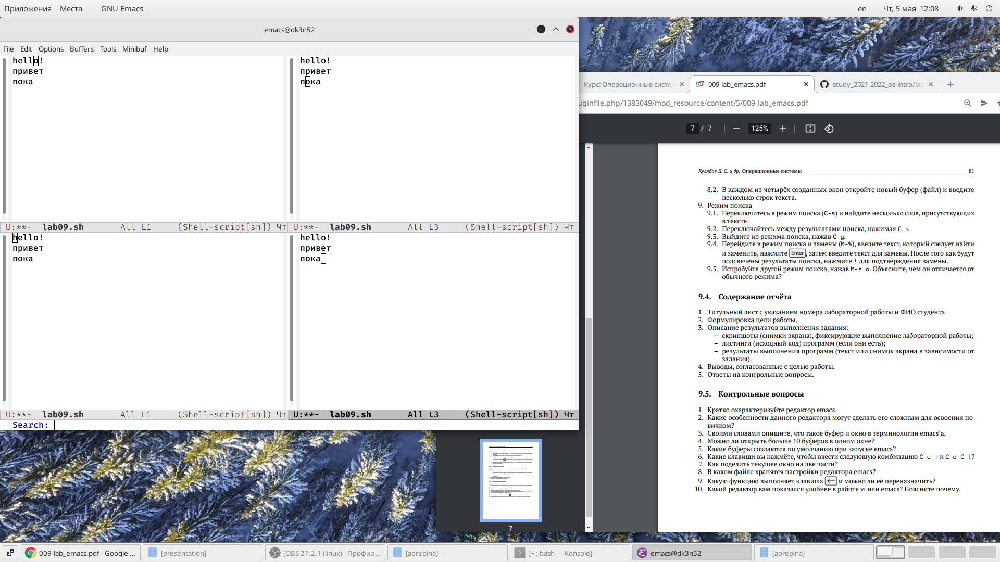 Приложения Места GNU Emacs en Чт, 5 мая 12:08
emacs@dk3n52
File Edit Options Buffers Tools Minibuf Help
hello!
привет
пока
U:**- lab09.sh All L1 (Shell-script[sh]) Чт
hello!
привет
пока
U:**- lab09.sh All L3 (Shell-script[sh]) Чт
hello!
привет
пока
U:**- lab09.sh All L1 (Shell-script[sh]) Чт
hello!
привет
пока
U:**- lab09.sh All L3 (Shell-script[sh]) Чт
Search:
Курс: Операционные систем 009-lab_emacs.pdf study_2021-2022_os-intro/lab
uginfile.php/1383049/mod_resource/content/5/009-lab_emacs.pdf
7 / 7 125%
Кулябов Д. С. и др. Операционные системы 81
8.2. В каждом из четырёх созданных окон откройте новый буфер (файл) и введите
несколько строк текста.
9. Режим поиска
9.1. Переключитесь в режим поиска (C-s) и найдите несколько слов, присутствующих
в тексте.
9.2. Переключайтесь между результатами поиска, нажимая C-s.
9.3. Выйдите из режима поиска, нажав C-g.
9.4. Перейдите в режим поиска и замены (M-%), введите текст, который следует найти
и заменить, нажмите Enter, затем введите текст для замены. После того как будут
подсвечены результаты поиска, нажмите ! для подтверждения замены.
9.5. Испробуйте другой режим поиска, нажав M-s o. Объясните, чем он отличается от
обычного режима?
9.4. Содержание отчёта
1. Титульный лист с указанием номера лабораторной работы и ФИО студента.
2. Формулировка цели работы.
3. Описание результатов выполнения задания:
– скриншоты (снимки экрана), фиксирующие выполнение лабораторной работы;
– листинги (исходный код) программ (если они есть);
– результаты выполнения программ (текст или снимок экрана в зависимости от
задания).
4. Выводы, согласованные с целью работы.
5. Ответы на контрольные вопросы.
9.5. Контрольные вопросы
1. Кратко охарактеризуйте редактор emacs.
2. Какие особенности данного редактора могут сделать его сложным для освоения но-
вичком?
3. Своими словами опишите, что такое буфер и окно в терминологии emacs’а.
4. Можно ли открыть больше 10 буферов в одном окне?
5. Какие буферы создаются по умолчанию при запуске emacs?
6. Какие клавиши вы нажмёте, чтобы ввести следующую комбинацию C-c | и C-c C-|?
7. Как поделить текущее окно на две части?
8. В каком файле хранятся настройки редактора emacs?
9. Какую функцию выполняет клавиша ← и можно ли её переназначить?
10. Какой редактор вам показался удобнее в работе vi или emacs? Поясните почему.
7
009-lab_emacs.pdf - Google ... [presentation] [OBS 27.2.1 (linux) - Профил... [aorepina] [~ : bash — Konsole] emacs@dk3n52 [aorepina]